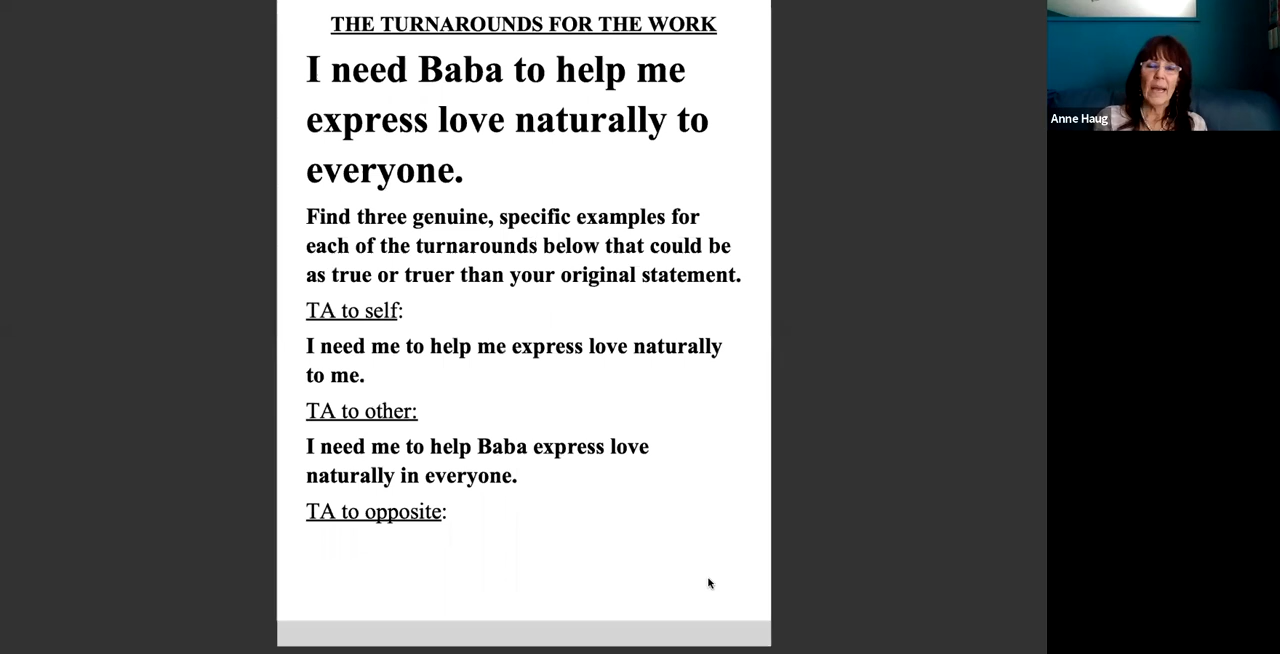 THE TURNAROUNDS FOR THE WORK
I need Baba to help me
express love naturally to
everyone.
Find three genuine, specific examples for
each of the turnarounds below that could be
as true or truer than your original statement.
TA to self:
I need me to help me express love naturally
to me.
TA to other:
I need me to help Baba express love
naturally in everyone.
TA to opposite:
Anne Haug